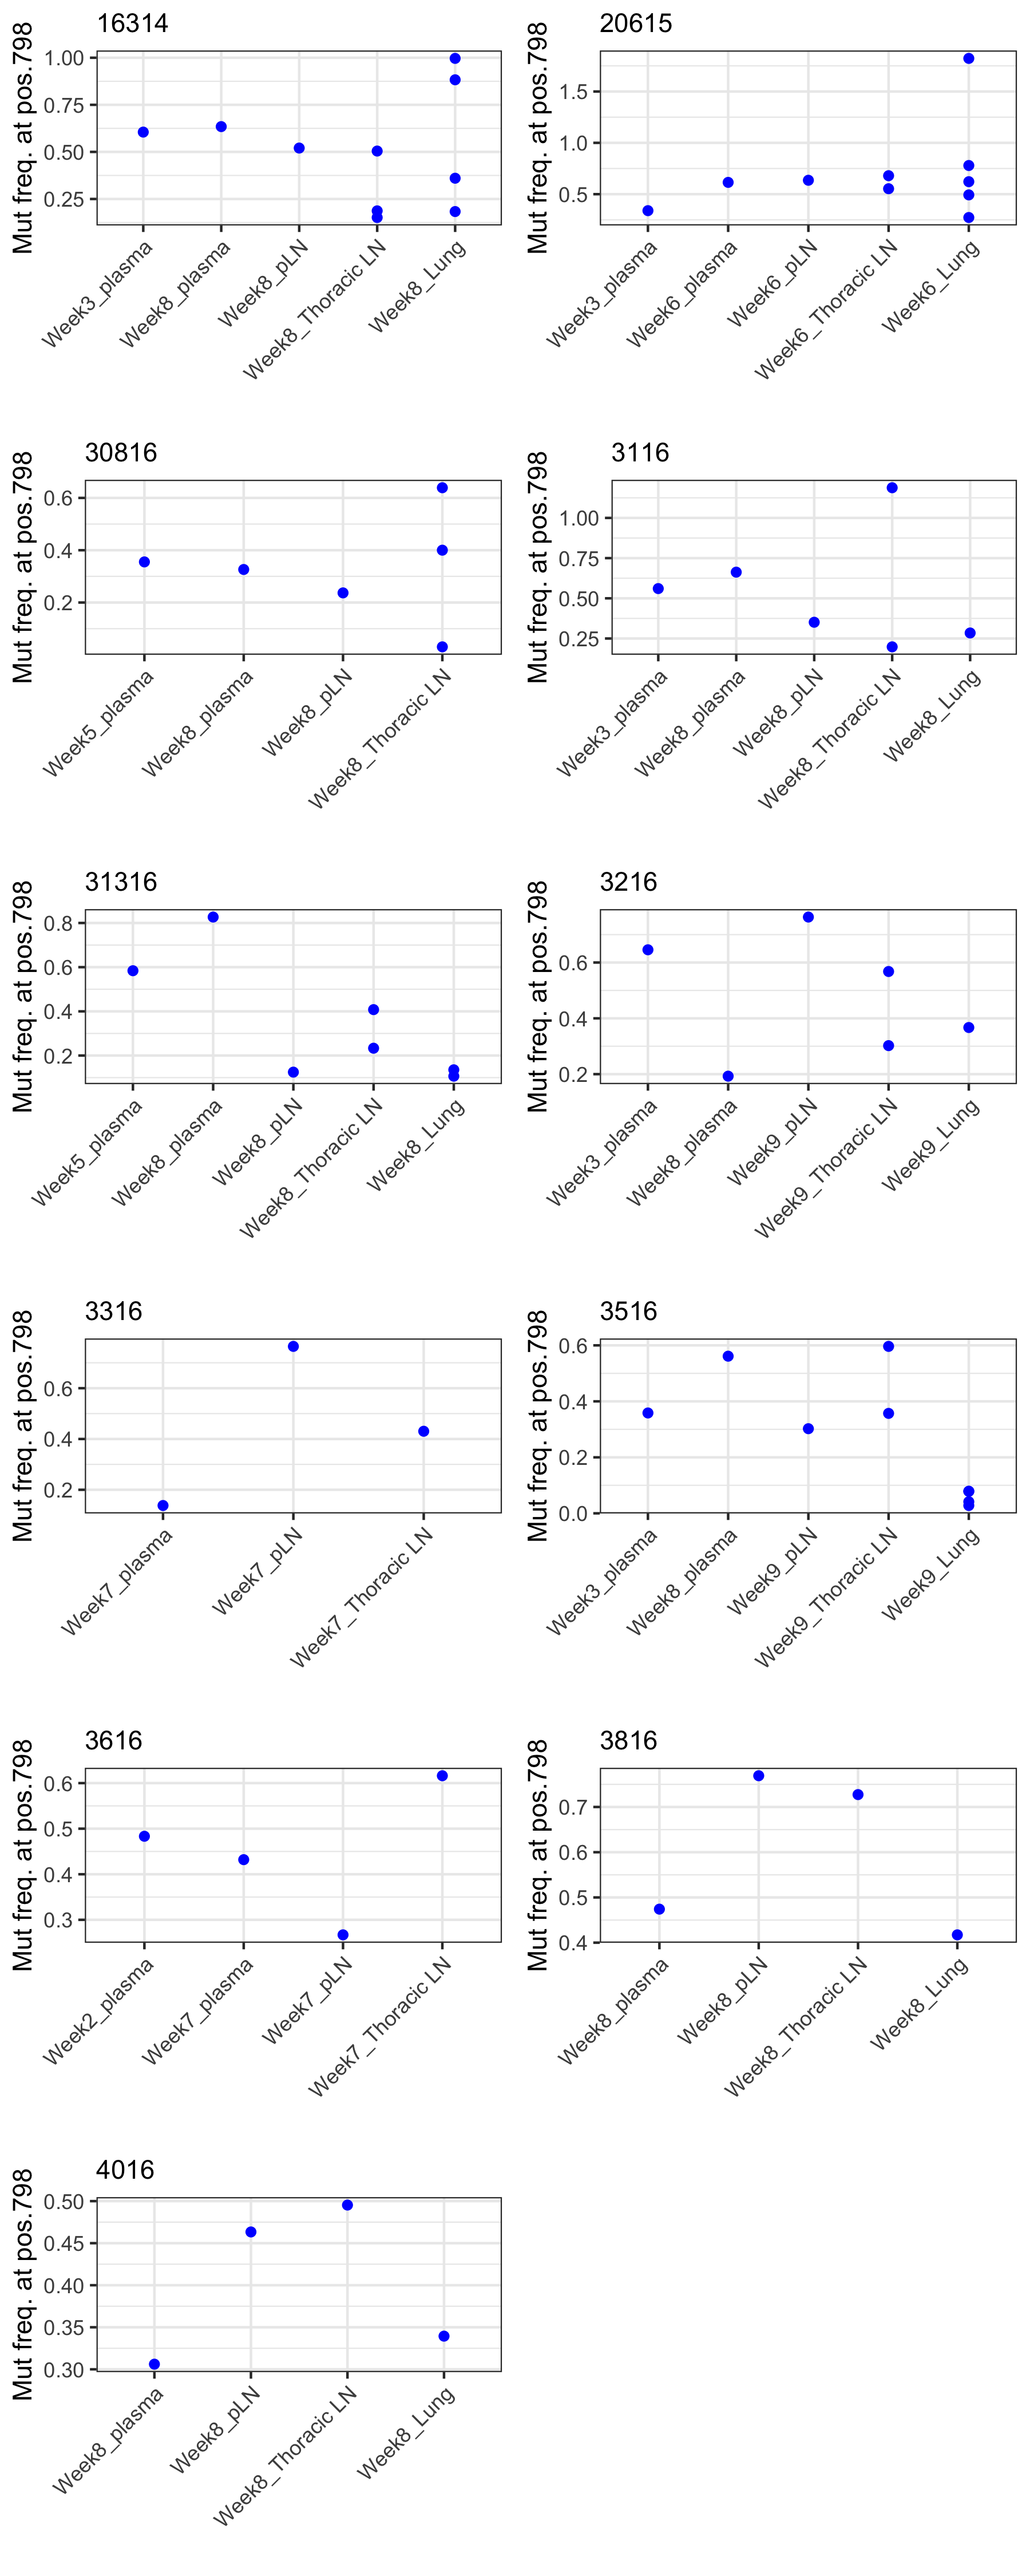 16314
Mut freq. at pos.798
1.00
0.75
0.50
0.25
Week3_plasma
Week8_plasma
Week8_pLN
Week8_Thoracic LN
Week8_Lung
20615
Mut freq. at pos.798
1.5
1.0
0.5
Week3_plasma
Week6_plasma
Week6_pLN
Week6_Thoracic LN
Week6_Lung
30816
Mut freq. at pos.798
0.6
0.4
0.2
Week5_plasma
Week8_plasma
Week8_pLN
Week8_Thoracic LN
3116
Mut freq. at pos.798
1.00
0.75
0.50
0.25
Week3_plasma
Week8_plasma
Week8_pLN
Week8_Thoracic LN
Week8_Lung
31316
Mut freq. at pos.798
0.8
0.6
0.4
0.2
Week5_plasma
Week8_plasma
Week8_pLN
Week8_Thoracic LN
Week8_Lung
3216
Mut freq. at pos.798
0.6
0.4
0.2
Week3_plasma
Week8_plasma
Week9_pLN
Week9_Thoracic LN
Week9_Lung
3316
Mut freq. at pos.798
0.6
0.4
0.2
Week7_plasma
Week7_pLN
Week7_Thoracic LN
3516
Mut freq. at pos.798
0.6
0.4
0.2
0.0
Week3_plasma
Week8_plasma
Week9_pLN
Week9_Thoracic LN
Week9_Lung
3616
Mut freq. at pos.798
0.6
0.5
0.4
0.3
Week2_plasma
Week7_plasma
Week7_pLN
Week7_Thoracic LN
3816
Mut freq. at pos.798
0.7
0.6
0.5
0.4
Week8_plasma
Week8_pLN
Week8_Thoracic LN
Week8_Lung
4016
Mut freq. at pos.798
0.50
0.45
0.40
0.35
0.30
Week8_plasma
Week8_pLN
Week8_Thoracic LN
Week8_Lung